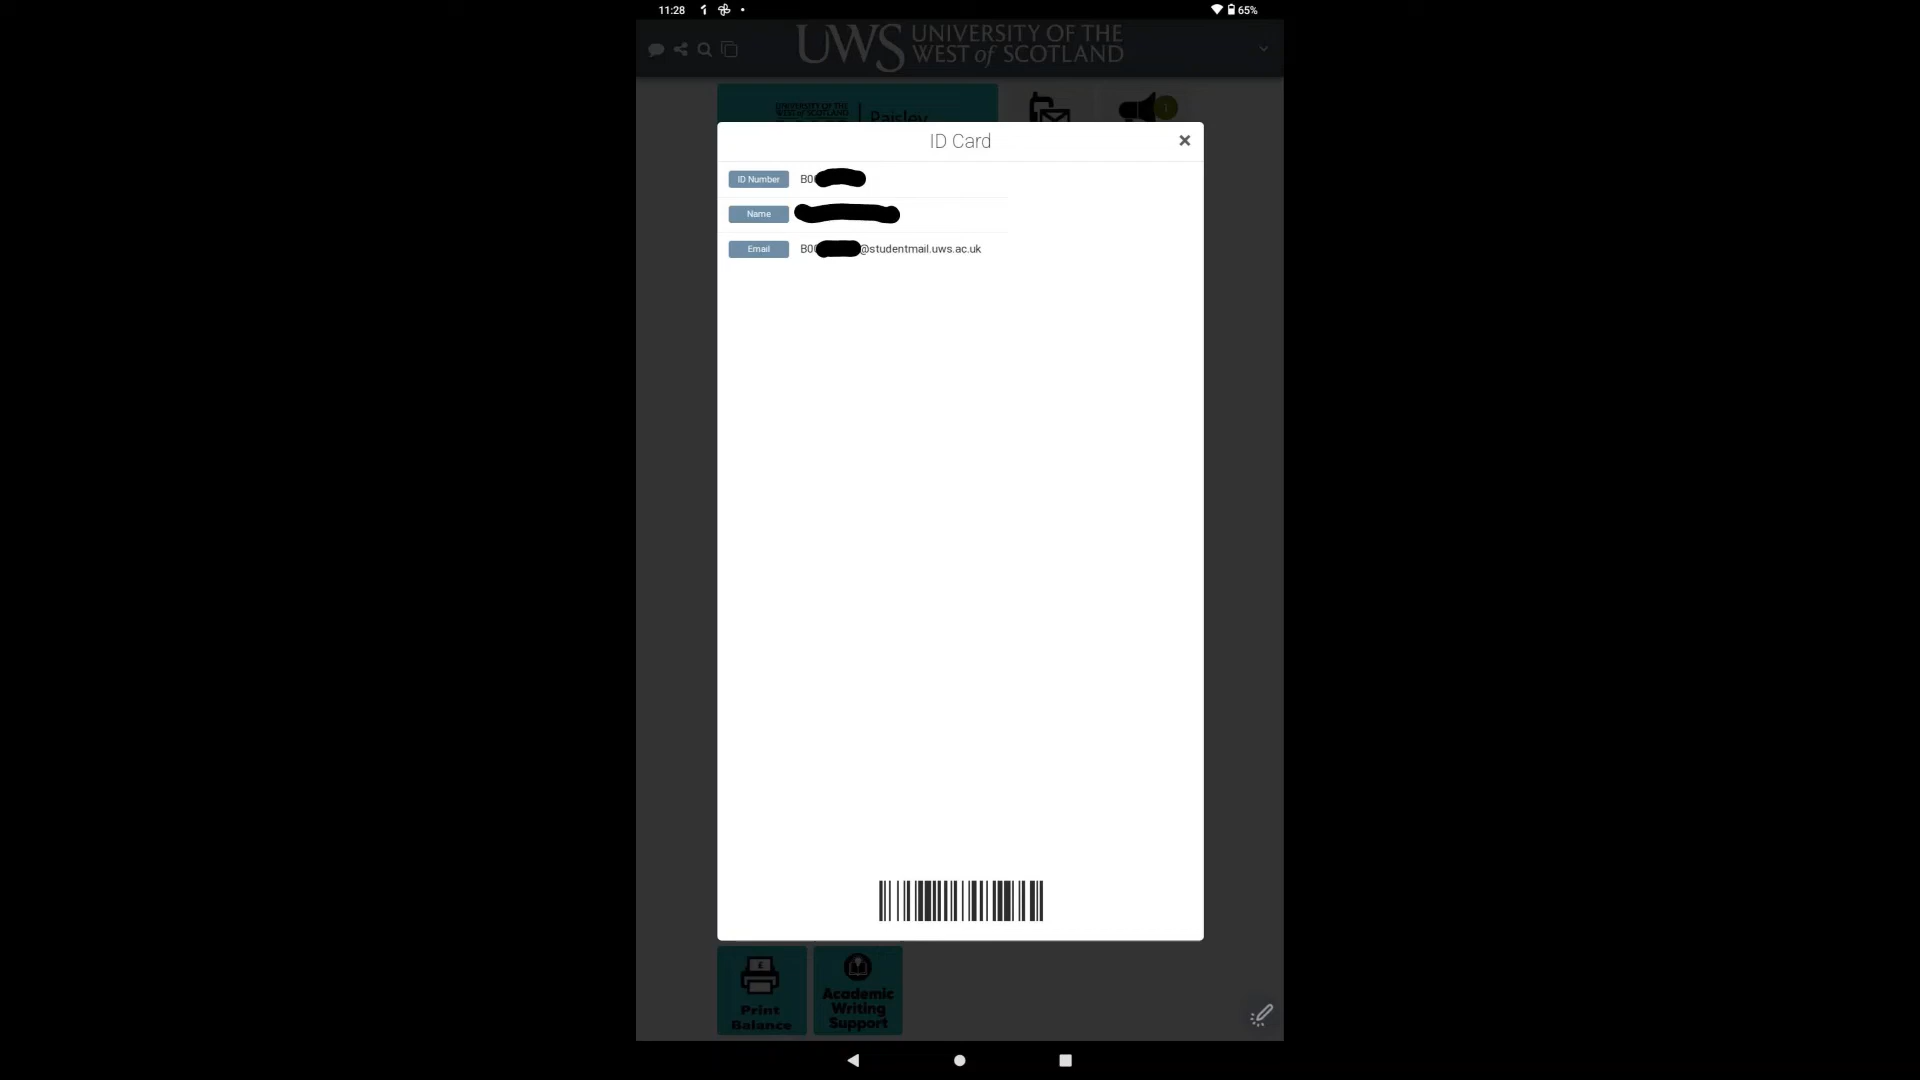 11:28
65%
UWS UNIVERSITY OF THE
WEST of SCOTLAND
UNIVERSITY OF THE
WEST OF SCOTLAND
Paisley
ID Card
ID Number B0
Name
Email B0 @studentmail.uws.ac.uk
£
Print
Balance
Academic
Writing
Support